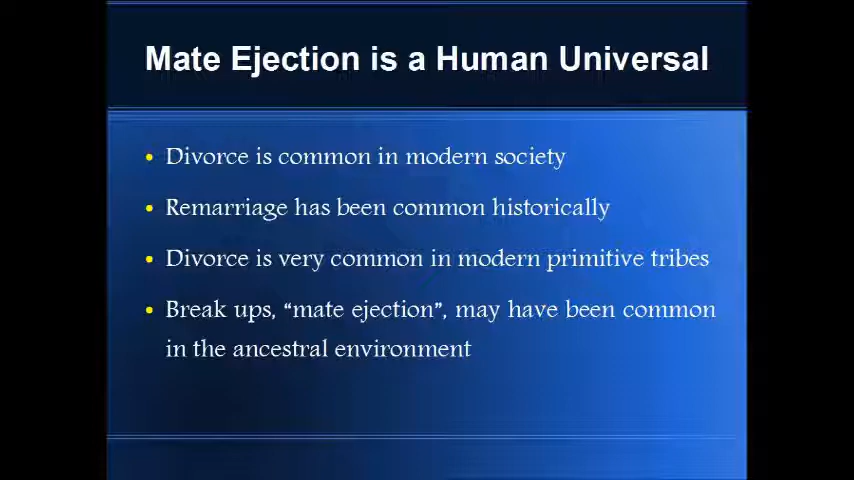 Mate Ejection is a Human Universal
• Divorce is common in modern society
• Remarriage has been common historically
• Divorce is very common in modern primitive tribes
• Break ups, “mate ejection”, may have been common
in the ancestral environment